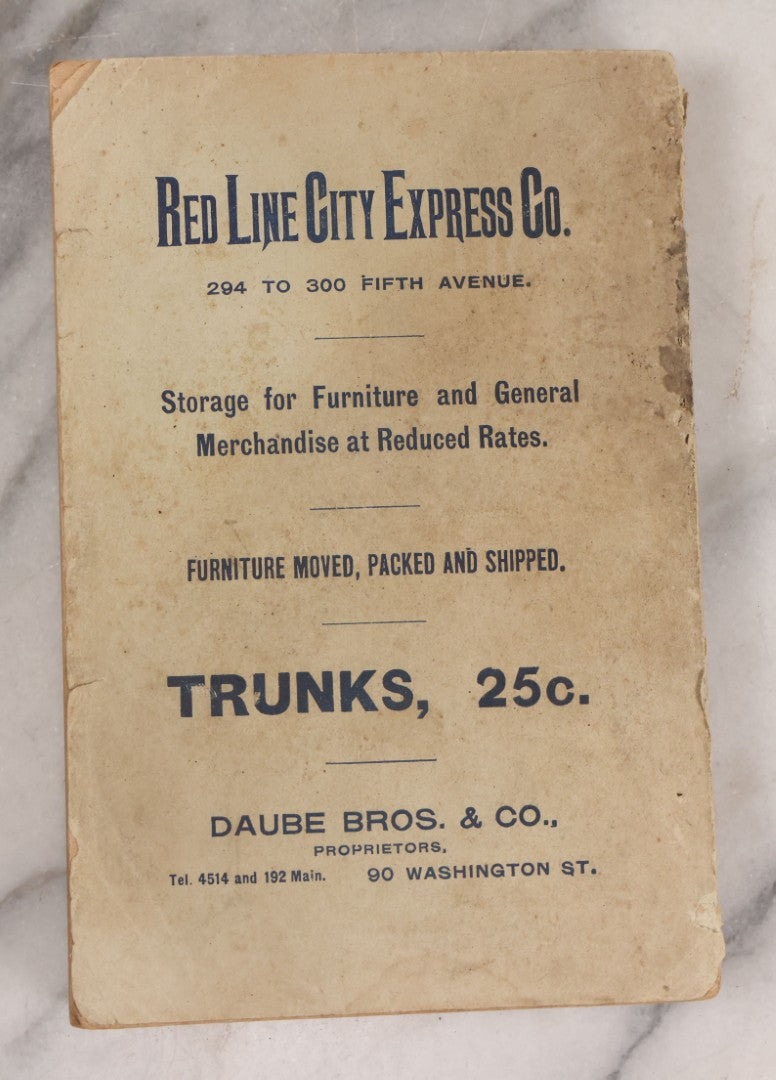 RED LINE CITY EXPRESS CO.
294 TO 300 FIFTH AVENUE.
Storage for Furniture and General
Merchandise at Reduced Rates.
FURNITURE MOVED, PACKED AND SHIPPED.
TRUNKS, 25c.
DAUBE BROS. & CO.,
PROPRIETORS,
Tel. 4514 and 192 Main. 90 WASHINGTON ST.